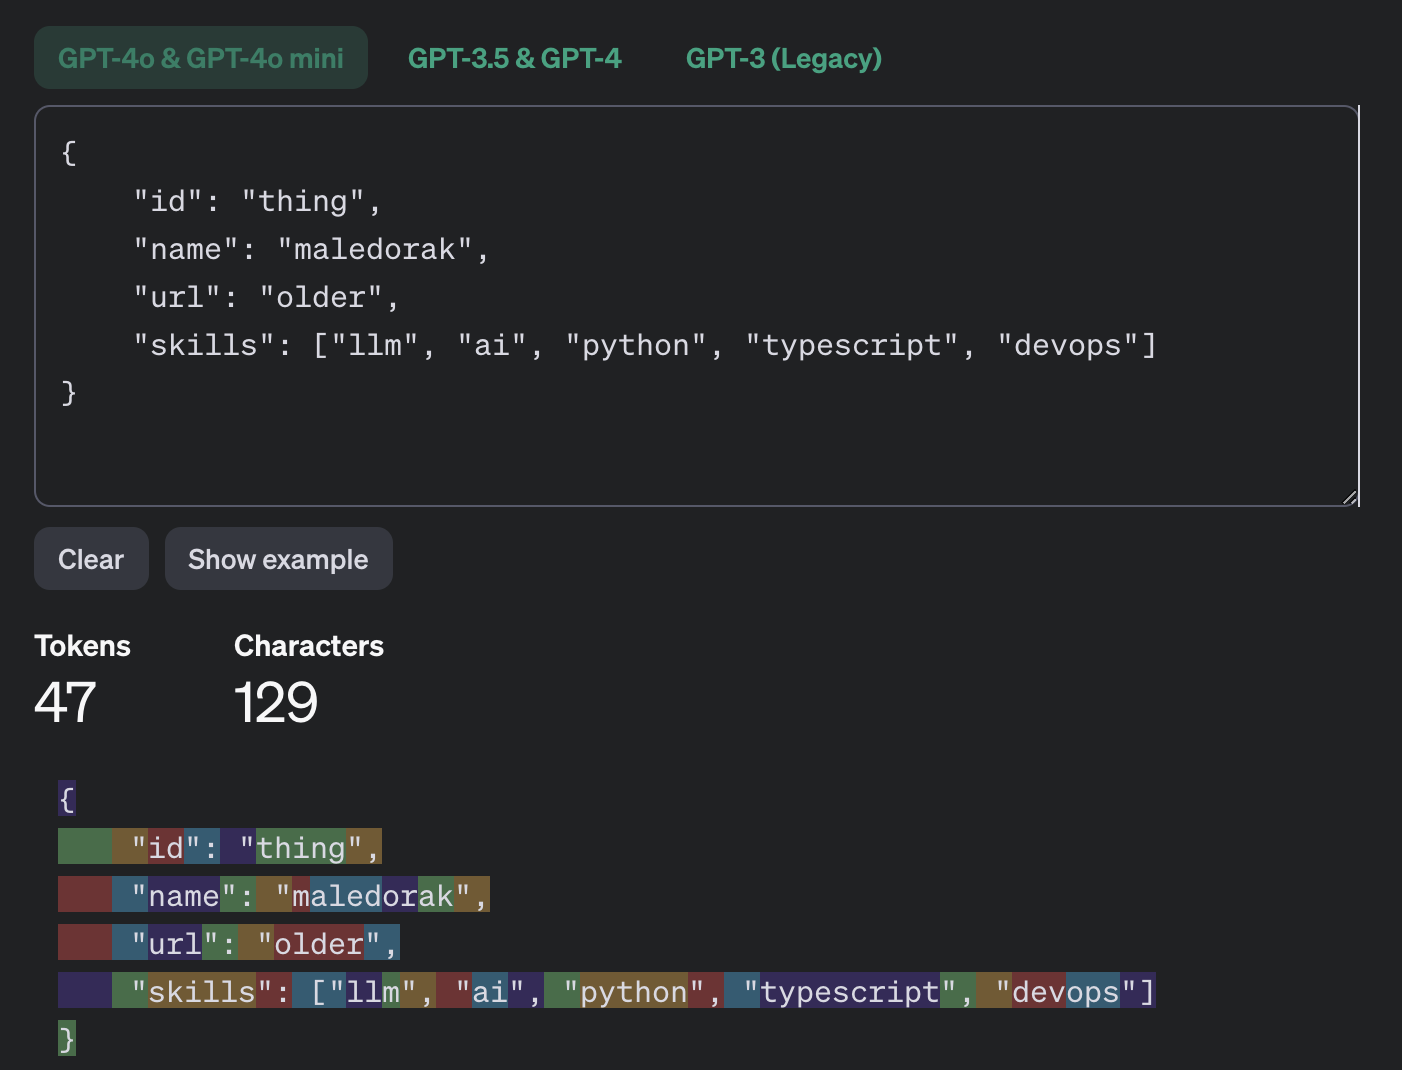 GPT-4o & GPT-4o mini GPT-3.5 & GPT-4 GPT-3 (Legacy)
{
    "id": "thing",
    "name": "maledorak",
    "url": "older",
    "skills": ["llm", "ai", "python", "typescript", "devops"]
}
Clear Show example
Tokens Characters
47 129
{
    "id": "thing",
    "name": "maledorak",
    "url": "older",
    "skills": ["llm", "ai", "python", "typescript", "devops"]
}